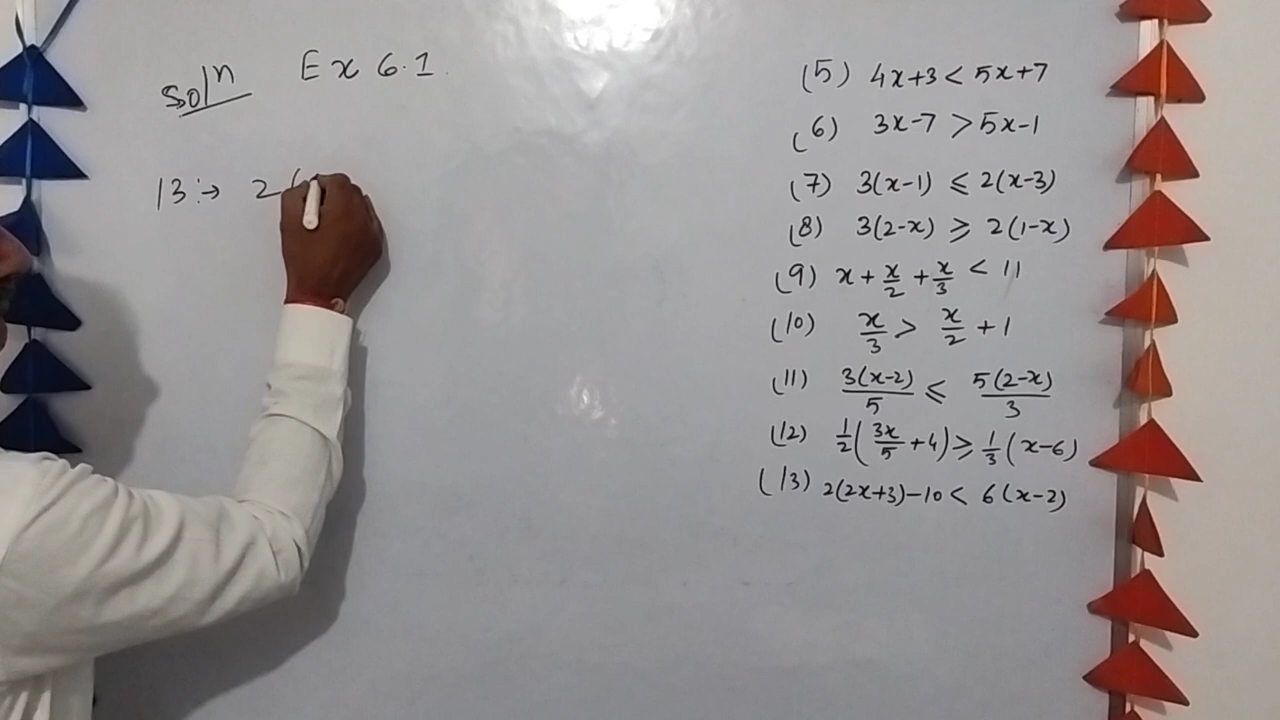 Solⁿ Ex 6.1
13:→ 2(
(5) 4x+3 < 5x+7
(6) 3x-7 > 5x-1
(7) 3(x-1) ≤ 2(x-3)
(8) 3(2-x) ≥ 2(1-x)
(9) x + x/2 + x/3 < 11
(10) x/3 > x/2 + 1
(11) 3(x-2)/5 ≤ 5(2-x)/3
(12) 1/2(3x/5 +4) ≥ 1/3(x-6)
(13) 2(2x+3)-10 < 6(x-2)